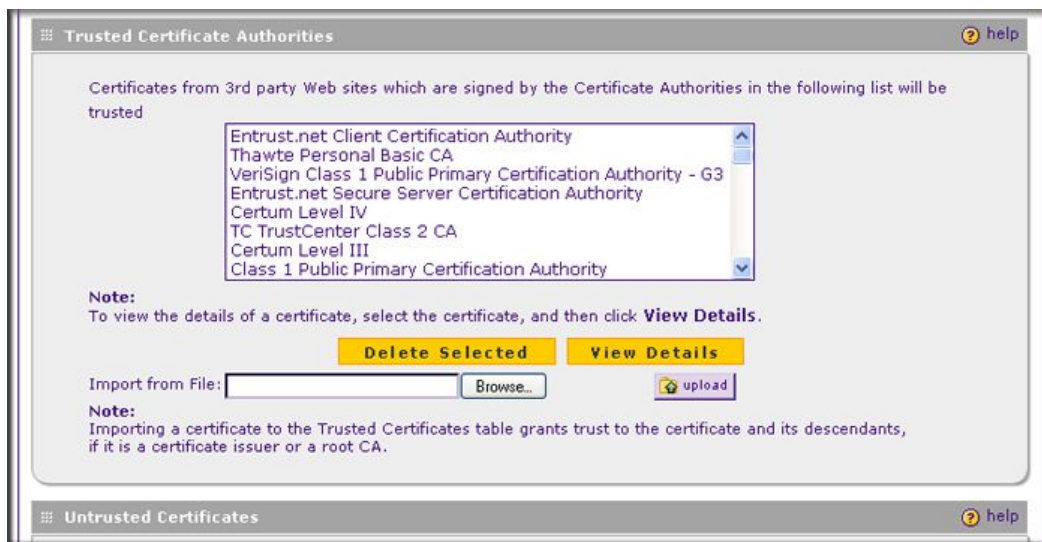 Trusted Certificate Authorities
help
Certificates from 3rd party Web sites which are signed by the Certificate Authorities in the following list will be
trusted
Entrust.net Client Certification Authority
Thawte Personal Basic CA
VeriSign Class 1 Public Primary Certification Authority - G3
Entrust.net Secure Server Certification Authority
Certum Level IV
TC TrustCenter Class 2 CA
Certum Level III
Class 1 Public Primary Certification Authority
Note:
To view the details of a certificate, select the certificate, and then click View Details.
Delete Selected
View Details
Import from File:
Browse...
upload
Note:
Importing a certificate to the Trusted Certificates table grants trust to the certificate and its descendants,
if it is a certificate issuer or a root CA.
Untrusted Certificates
help